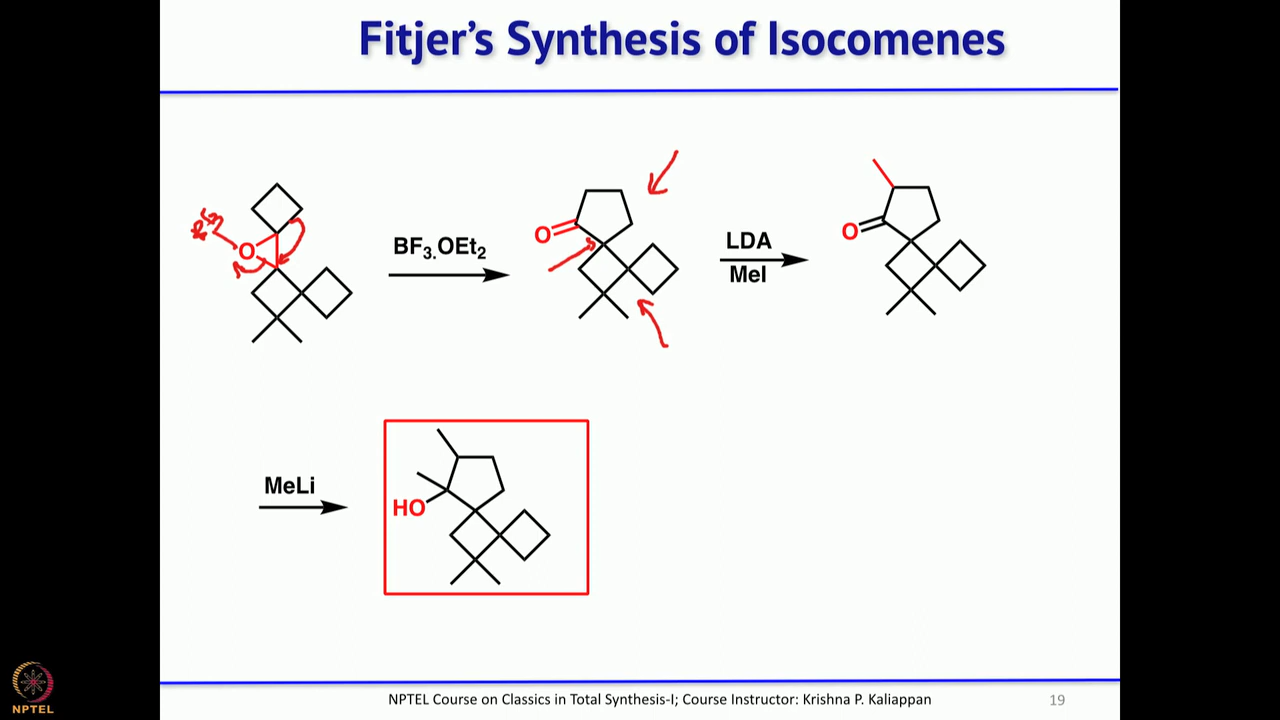 Fitjer's Synthesis of Isocomenes
BF3
O
BF3.OEt2
O
LDA
MeI
O
MeLi
HO
NPTEL Course on Classics in Total Synthesis-I; Course Instructor: Krishna P. Kaliappan
19
NPTEL